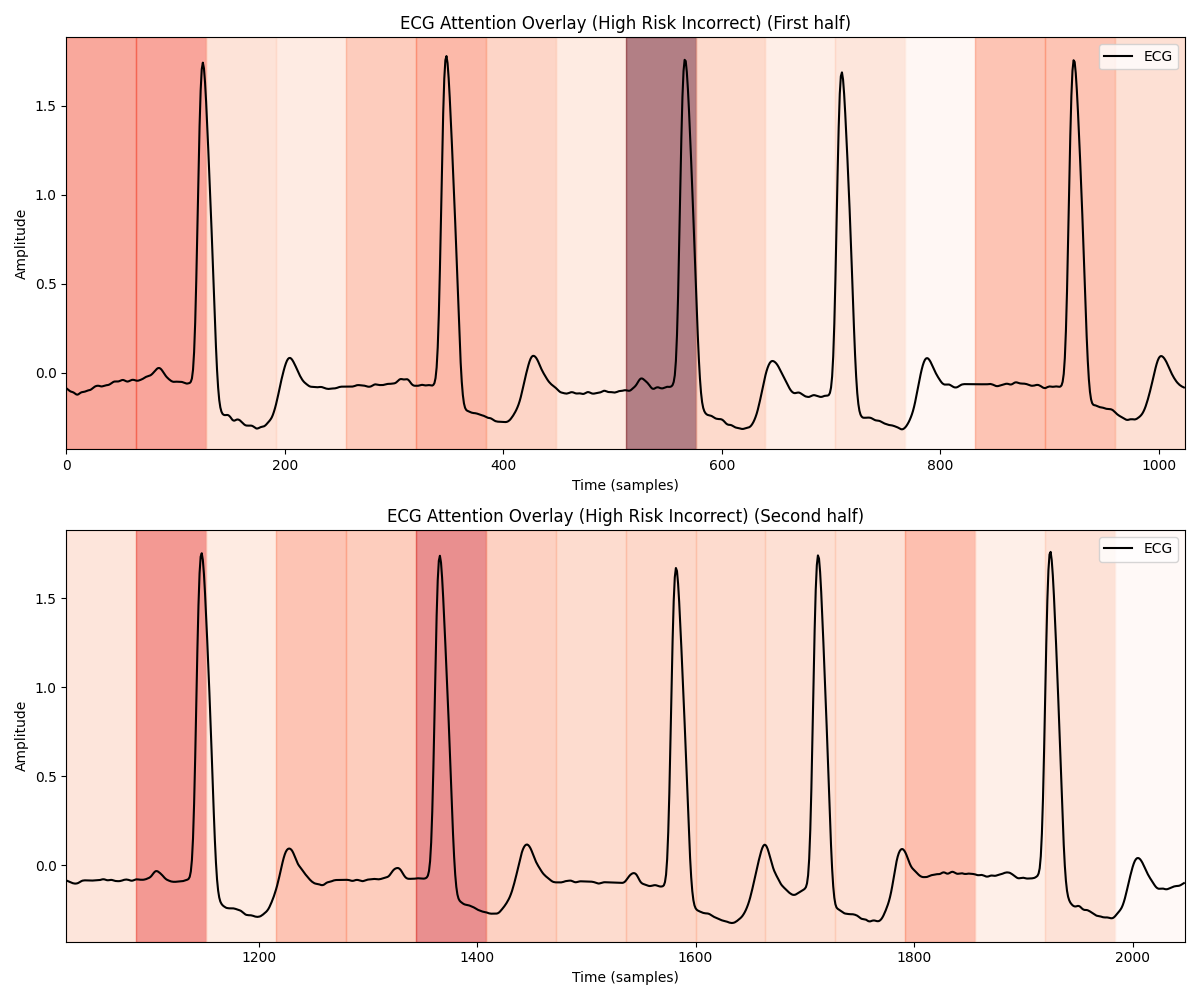 ECG Attention Overlay (High Risk Incorrect) (First half)
ECG
Amplitude
1.5
1.0
0.5
0.0
0
200
400
600
800
1000
Time (samples)
ECG Attention Overlay (High Risk Incorrect) (Second half)
ECG
Amplitude
1.5
1.0
0.5
0.0
1200
1400
1600
1800
2000
Time (samples)